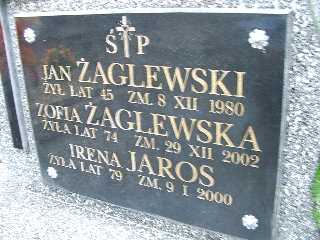 Ś P
JAN ŻAGLEWSKI
ŻYŁ LAT 45 ZM. 8 XII 1980
ZOFIA ŻAGLEWSKA
ŻYŁA LAT 74 ZM. 29 XII 2002
IRENA JAROS
ŻYŁA LAT 79 ZM. 9 I 2000